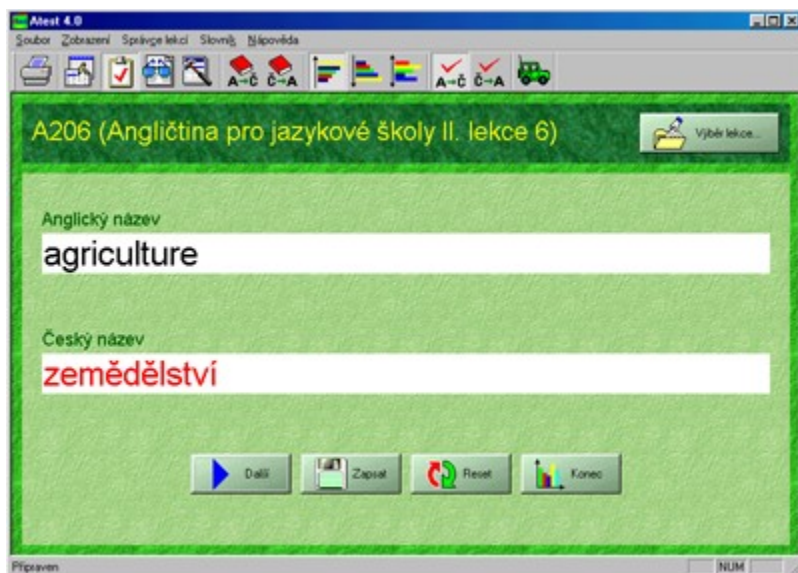 Atest 4.0
Soubor Zobrazení Správce lekcí Slovník Nápověda
A→Č Č→A A→Č Č→A
A206 (Angličtina pro jazykové školy II. lekce 6)
Výběr lekce...
Anglický název
agriculture
Český název
zemědělství
Další Zapsat Reset Konec
Připraven NUM